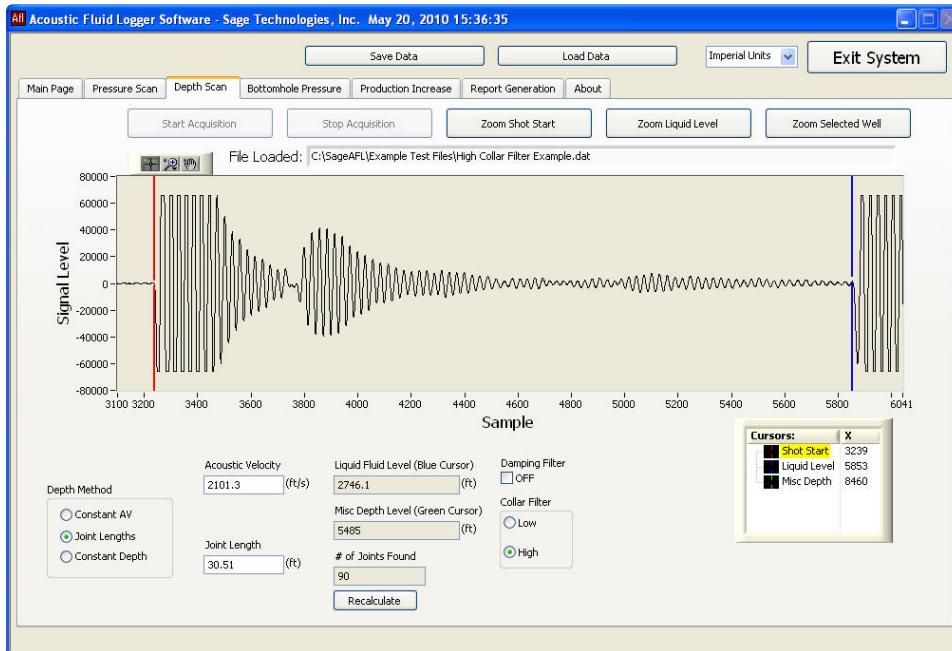 Afl Acoustic Fluid Logger Software - Sage Technologies, Inc. May 20, 2010 15:36:35
Save Data Load Data Imperial Units Exit System
Main Page Pressure Scan Depth Scan Bottomhole Pressure Production Increase Report Generation About
Start Acquisition Stop Acquisition Zoom Shot Start Zoom Liquid Level Zoom Selected Well
File Loaded: C:\SageAFL\Example Test Files\High Collar Filter Example.dat
80000
60000
40000
20000
0
-20000
-40000
-60000
-80000
Signal Level
3100 3200 3400 3600 3800 4000 4200 4400 4600 4800 5000 5200 5400 5600 5800 6041
Sample
Cursors: X
Shot Start 3239
Liquid Level 5853
Misc Depth 8460
Depth Method
Constant AV
Joint Lengths
Constant Depth
Acoustic Velocity
2101.3 (ft/s)
Joint Length
30.51 (ft)
Liquid Fluid Level (Blue Cursor)
2746.1 (ft)
Misc Depth Level (Green Cursor)
5485 (ft)
# of Joints Found
90
Recalculate
Damping Filter
OFF
Collar Filter
Low
High